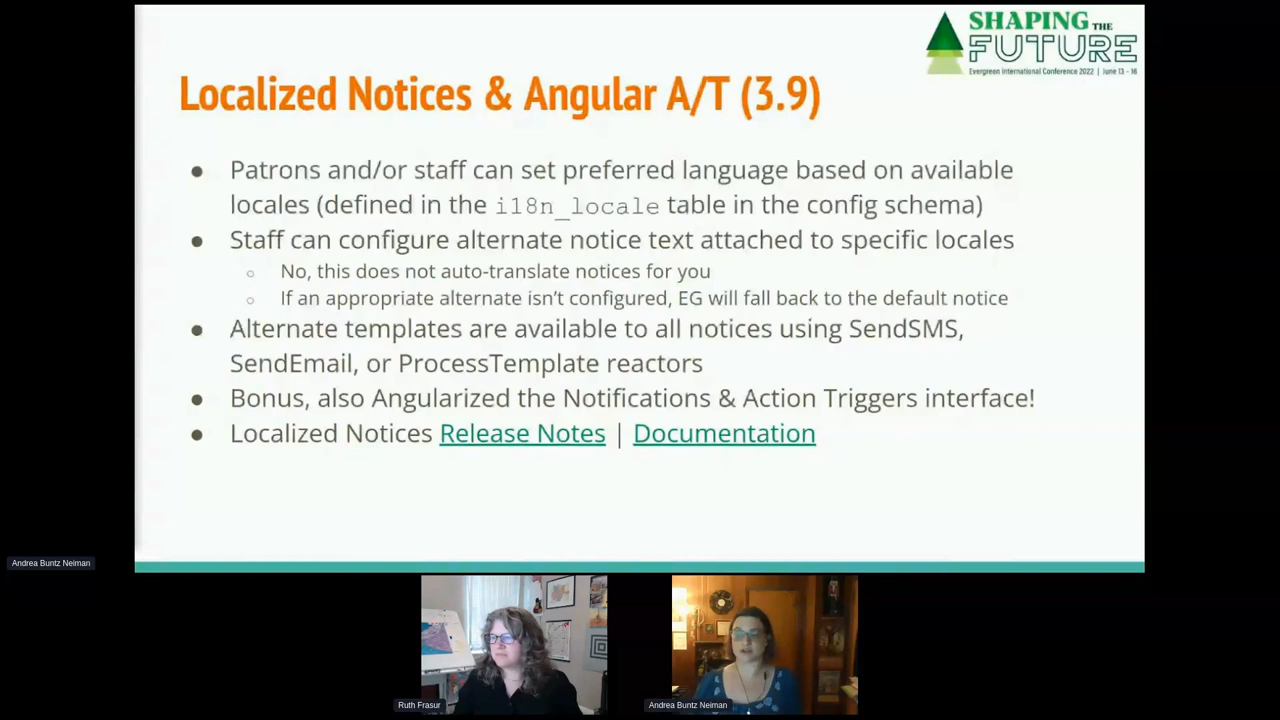 SHAPING THE
FUTURE
Evergreen International Conference 2022 | June 13 - 16
Localized Notices & Angular A/T (3.9)
● Patrons and/or staff can set preferred language based on available
locales (defined in the i18n_locale table in the config schema)
● Staff can configure alternate notice text attached to specific locales
○ No, this does not auto-translate notices for you
○ If an appropriate alternate isn't configured, EG will fall back to the default notice
● Alternate templates are available to all notices using SendSMS,
SendEmail, or ProcessTemplate reactors
● Bonus, also Angularized the Notifications & Action Triggers interface!
● Localized Notices Release Notes | Documentation
Andrea Buntz Neiman
Ruth Frasur
Andrea Buntz Neiman